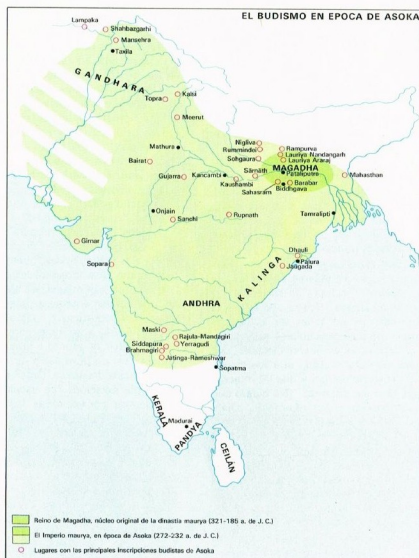 EL BUDISMO EN EPOCA DE ASOKA
Lampaka
Shahbazgarhi
Mansehra
Taxila
GANDHARA
Kalsi
Topra
Meerut
Nigliva
Rummindei
Sohgaura
Rampurva
Lauriya Nandangarh
Lauriya Araraj
MAGADHA
Pataliputra
Mathura
Bairat
Gujarra
Kancambi
Kaushambi
Sārnāth
Sahasram
Barabar
Biddhgava
Mahasthan
Onjain
Sanchi
Rupnath
Tamralipti
Girnar
Sopara
Dhauli
Palura
Jaugada
KALINGA
ANDHRA
Maski
Rajula-Mandagiri
Siddapura
Yerragudi
Brahmagiri
Jatinga-Rameshwar
Sopatma
KERALA
Madurai
PANDYA
CEILÁN
Reino de Magadha, núcleo original de la dinastía maurya (321-185 a. de J. C.)
El Imperio maurya, en época de Asoka (272-232 a. de J. C.)
Lugares con las principales inscripciones budistas de Asoka